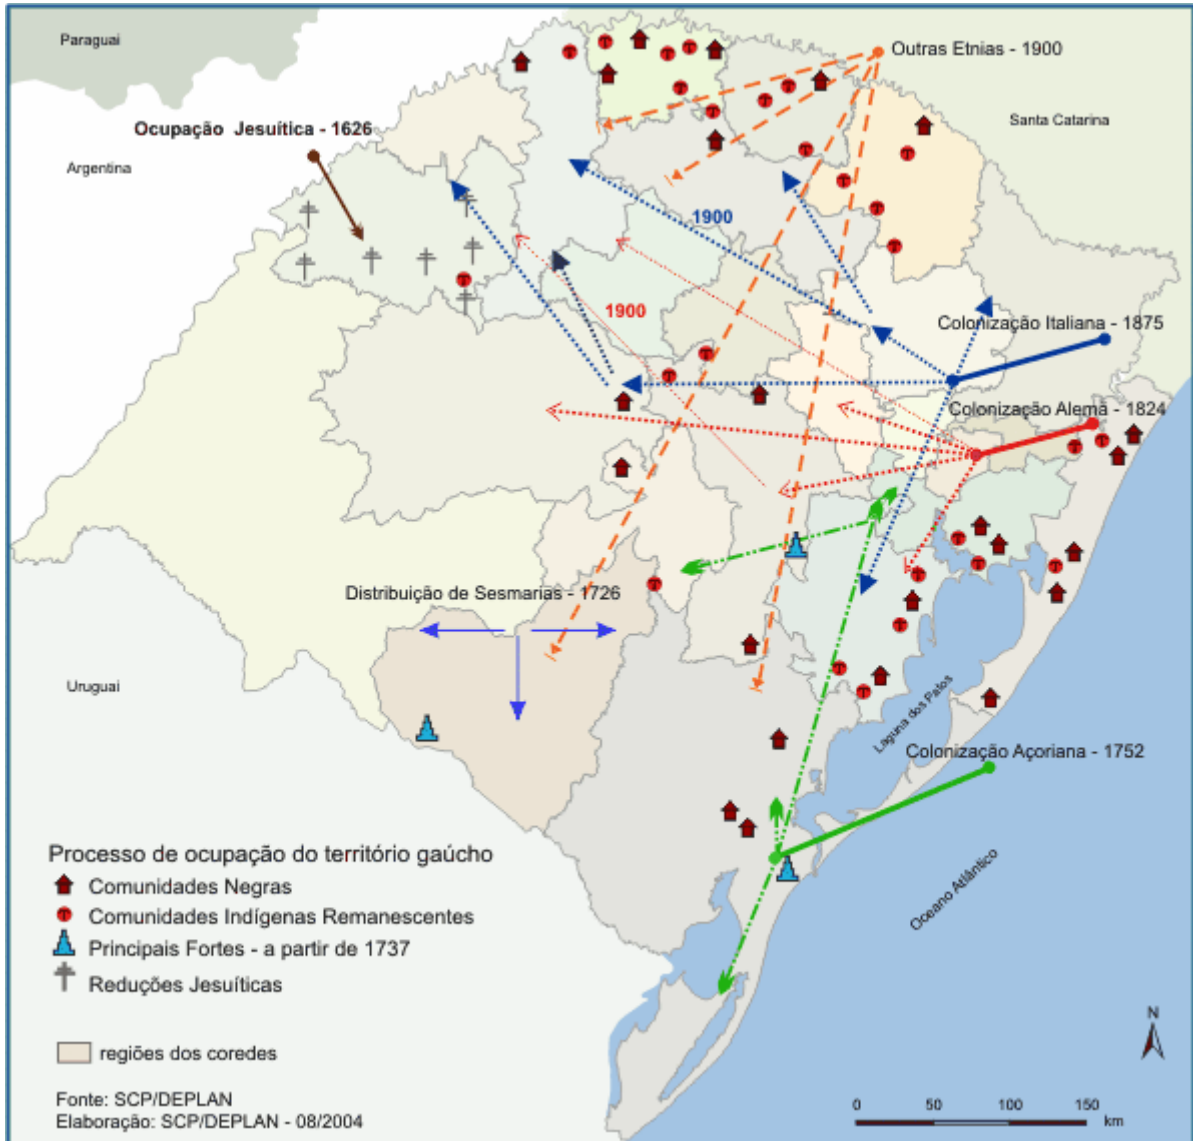 Paraguai
Outras Etnias - 1900
Santa Catarina
Ocupação Jesuítica - 1626
Argentina
1900
1900
Colonização Italiana - 1875
Colonização Alemã - 1824
Distribuição de Sesmarias - 1726
Uruguai
Laguna dos Patos
Colonização Açoriana - 1752
Oceano Atlântico
Processo de ocupação do território gaúcho
Comunidades Negras
Comunidades Indígenas Remanescentes
Principais Fortes - a partir de 1737
Reduções Jesuíticas
regiões dos coredes
Fonte: SCP/DEPLAN
Elaboração: SCP/DEPLAN - 08/2004
N
0 50 100 150
km